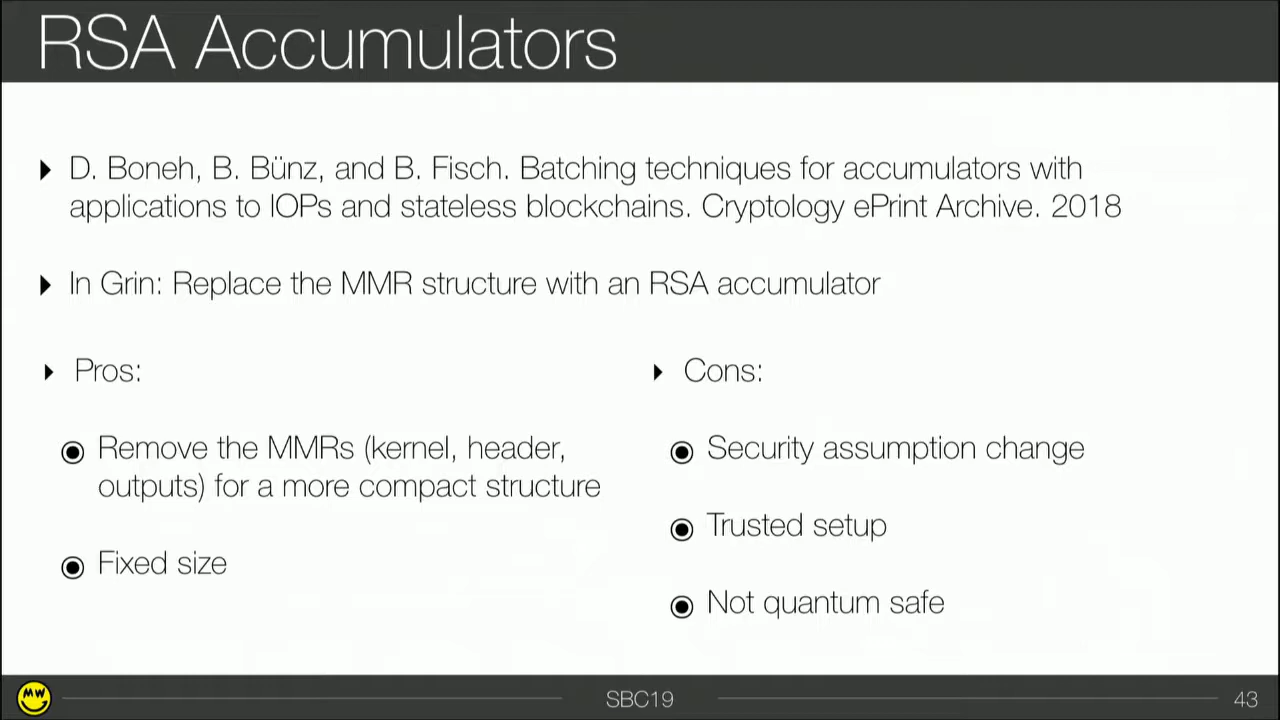 RSA Accumulators
D. Boneh, B. Bünz, and B. Fisch. Batching techniques for accumulators with
applications to IOPs and stateless blockchains. Cryptology ePrint Archive. 2018
In Grin: Replace the MMR structure with an RSA accumulator
Pros:
Remove the MMRs (kernel, header,
outputs) for a more compact structure
Fixed size
Cons:
Security assumption change
Trusted setup
Not quantum safe
MW
SBC19
43